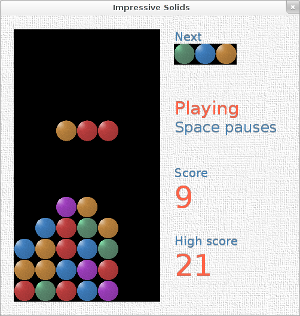 Impressive Solids
Next
Playing
Space pauses
Score
9
High score
21